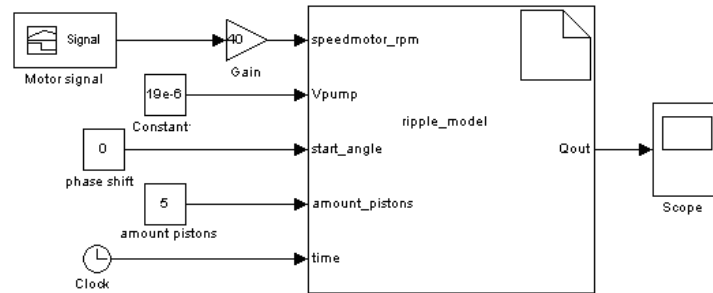 Signal
Motor signal
40
Gain
speedmotor_rpm
19e-6
Constant
Vpump
ripple_model
0
phase shift
start_angle
Qout
Scope
5
amount pistons
amount_pistons
Clock
time